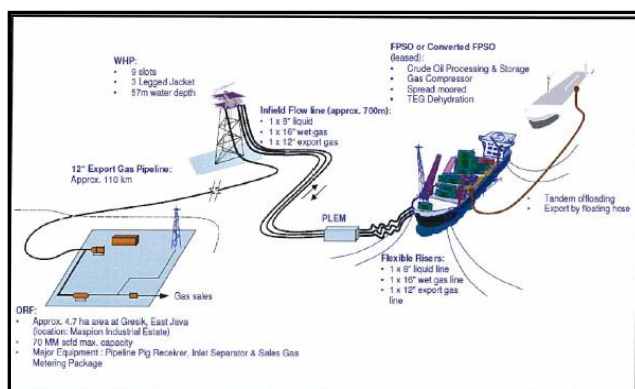 WHP:
• 9 slots
• 3 Legged Jacket
• 57m water depth
FPSO or Converted FPSO
(leased):
• Crude Oil Processing & Storage
• Gas Compressor
• Spread moored
• TEG Dehydration
Infield Flow line (approx. 700m):
• 1 x 8" liquid
• 1 x 16" wet gas
• 1 x 12" export gas
12" Export Gas Pipeline:
Approx. 110 km
PLEM
• Tandem offloading
• Export by floating hose
Flexible Risers:
• 1 x 8" liquid line
• 1 x 16" wet gas line
• 1 x 12" export gas
line
Gas sales
ORF:
• Approx. 4.7 ha area at Gresik, East Java
(location: Maspion Industrial Estate)
• 70 MM scfd max. capacity
• Major Equipment : Pipeline Pig Receiver, Inlet Separator & Sales Gas
Metering Package